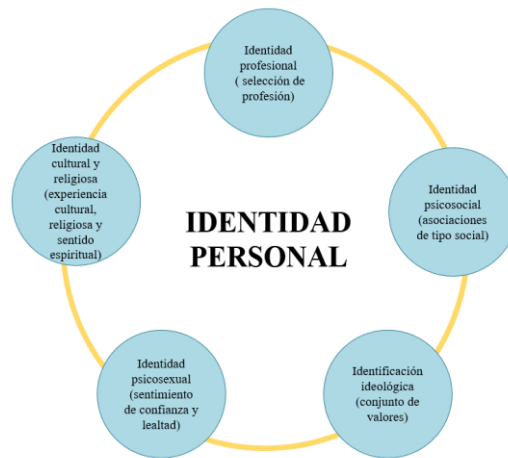 Identidad
profesional
( selección de
profesión)
Identidad
cultural y
religiosa
(experiencia
cultural,
religiosa y
sentido
espiritual)
Identidad
psicosocial
(asociaciones
de tipo social)
IDENTIDAD
PERSONAL
Identidad
psicosexual
(sentimiento
de confianza y
lealtad)
Identificación
ideológica
(conjunto de
valores)